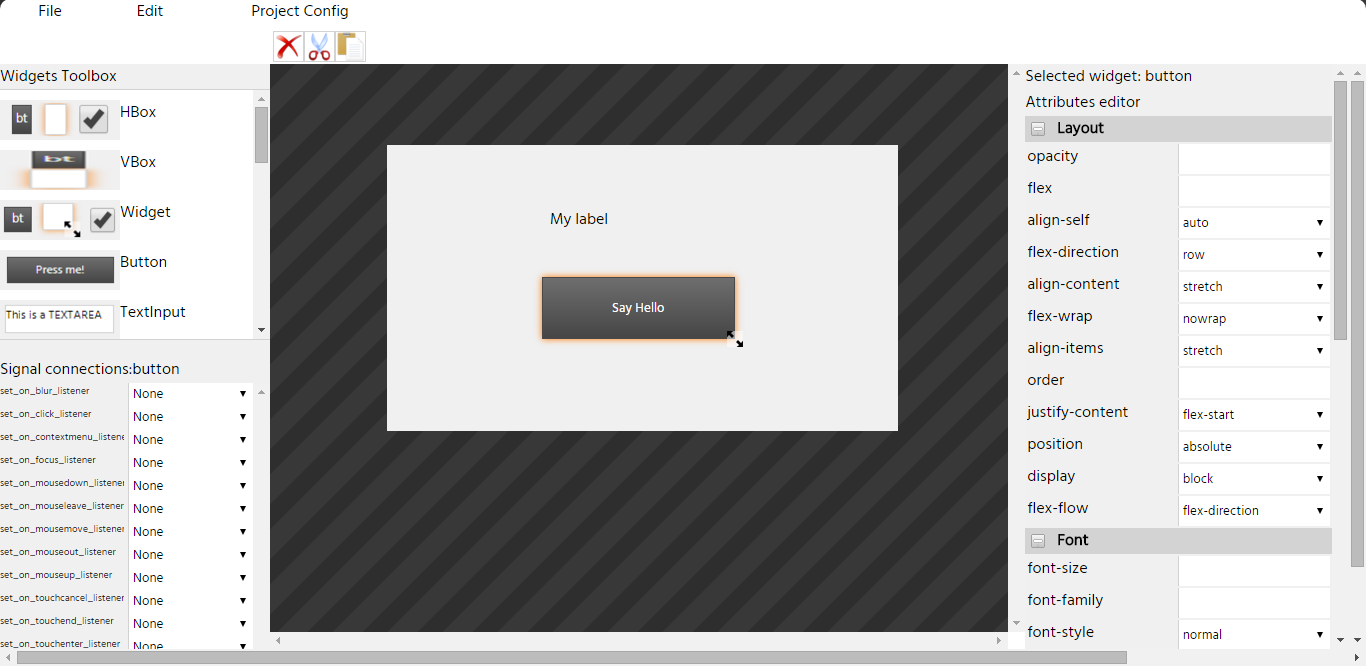 File Edit Project Config
Widgets Toolbox
bt HBox
bt VBox
bt Widget
Press me! Button
This is a TEXTAREA TextInput
Signal connections:button
set_on_blur_listener None
set_on_click_listener None
set_on_contextmenu_listene None
set_on_focus_listener None
set_on_mousedown_listener None
set_on_mouseleave_listener None
set_on_mousemove_listener None
set_on_mouseout_listener None
set_on_mouseup_listener None
set_on_touchcancel_listener None
set_on_touchend_listener None
set_on_touchenter_listener None
My label
Say Hello
Selected widget: button
Attributes editor
Layout
opacity
flex
align-self auto
flex-direction row
align-content stretch
flex-wrap nowrap
align-items stretch
order
justify-content flex-start
position absolute
display block
flex-flow flex-direction
Font
font-size
font-family
font-style normal